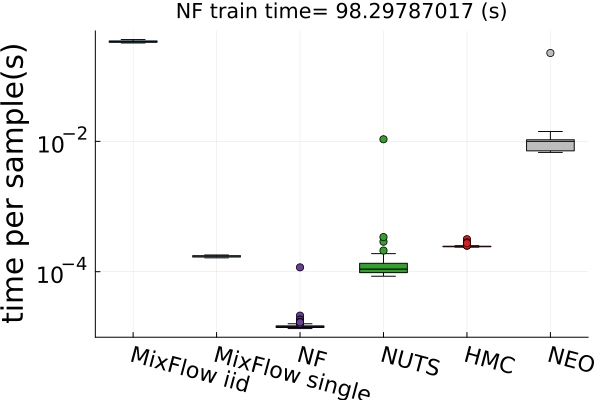 NF train time= 98.29787017 (s)
time per sample(s)
10⁻²
10⁻⁴
MixFlow iid
MixFlow single
NF
NUTS
HMC
NEO